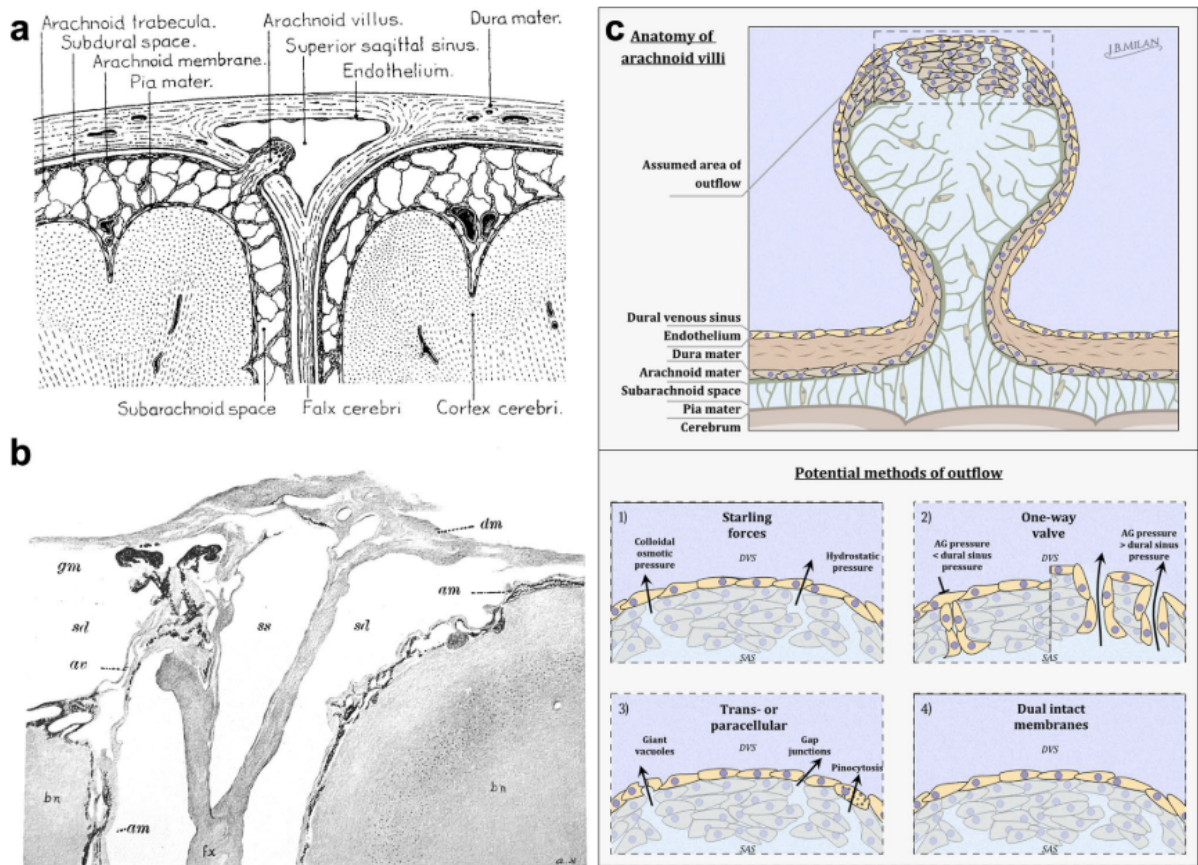 a
Arachnoid trabecula.
Subdural space.
Arachnoid membrane.
Pia mater.
Arachnoid villus.
Superior sagittal sinus.
Endothelium.
Dura mater.
Subarachnoid space
Falx cerebri
Cortex cerebri.
b
gm
sd
av
bn
am
ss
sd
dm
am
bn
fx
c
Anatomy of
arachnoid villi
J.B.MILAN
Assumed area of
outflow
Dural venous sinus
Endothelium
Dura mater
Arachnoid mater
Subarachnoid space
Pia mater
Cerebrum
Potential methods of outflow
1)
Starling
forces
Colloidal
osmotic
pressure
DVS
Hydrostatic
pressure
SAS
2)
One-way
valve
AG pressure
< dural sinus
pressure
DVS
AG pressure
> dural sinus
pressure
SAS
3)
Trans- or
paracellular
Giant
vacuoles
DVS
Gap
junctions
Pinocytosis
SAS
4)
Dual intact
membranes
DVS
SAS